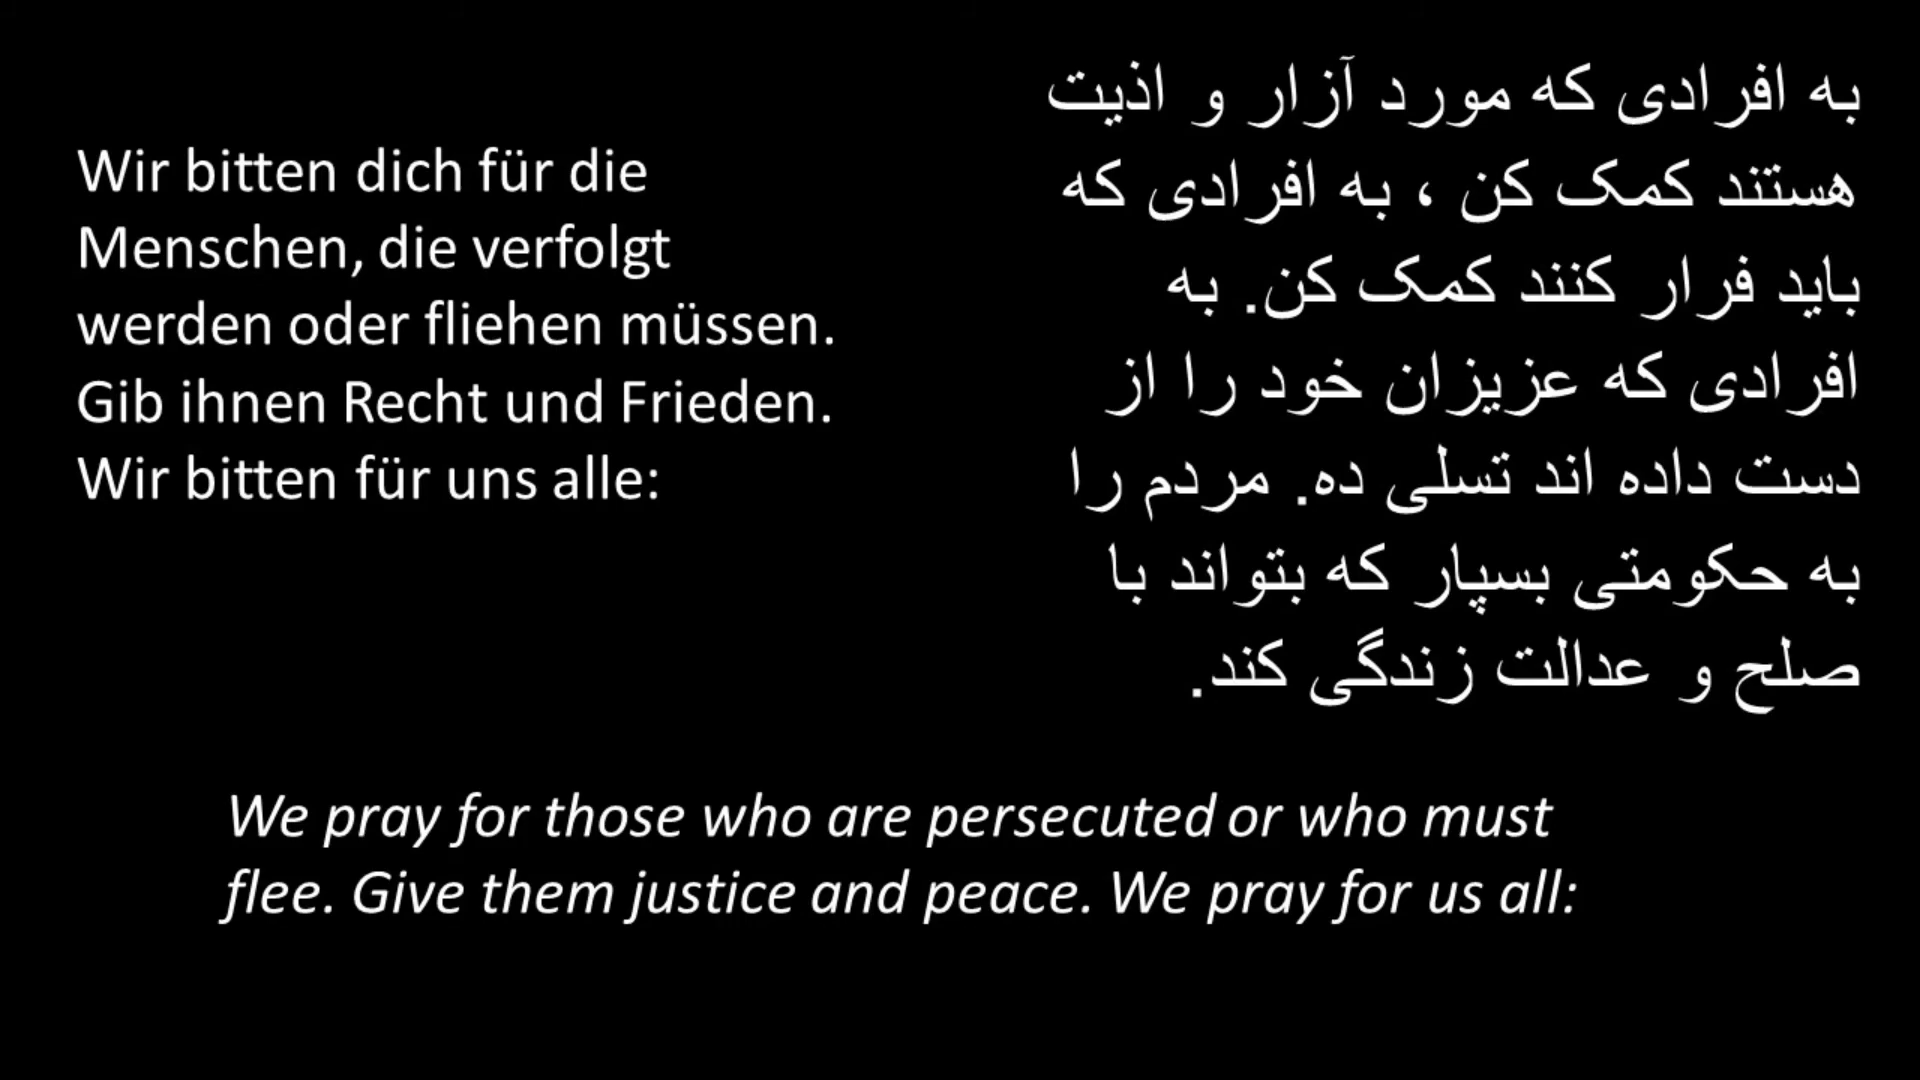 Wir bitten dich für die
Menschen, die verfolgt
werden oder fliehen müssen.
Gib ihnen Recht und Frieden.
Wir bitten für uns alle:
به افرادی که مورد آزار و اذیت
هستند کمک کن ، به افرادی که
باید فرار کنند کمک کن. به
افرادی که عزیزان خود را از
دست داده اند تسلی ده. مردم را
به حکومتی بسپار که بتواند با
صلح و عدالت زندگی کند.
We pray for those who are persecuted or who must
flee. Give them justice and peace. We pray for us all: